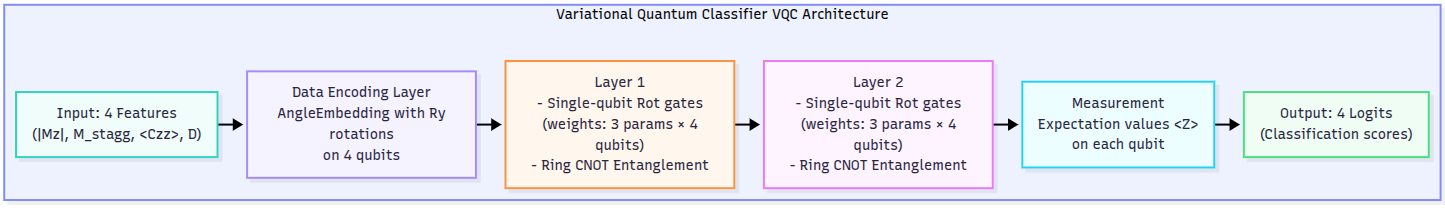 Variational Quantum Classifier VQC Architecture
Input: 4 Features
(|Mz|, M_stagg, <Czz>, D)
Data Encoding Layer
AngleEmbedding with Ry
rotations
on 4 qubits
Layer 1
- Single-qubit Rot gates
(weights: 3 params × 4
qubits)
- Ring CNOT Entanglement
Layer 2
- Single-qubit Rot gates
(weights: 3 params × 4
qubits)
- Ring CNOT Entanglement
Measurement
Expectation values <Z>
on each qubit
Output: 4 Logits
(Classification scores)